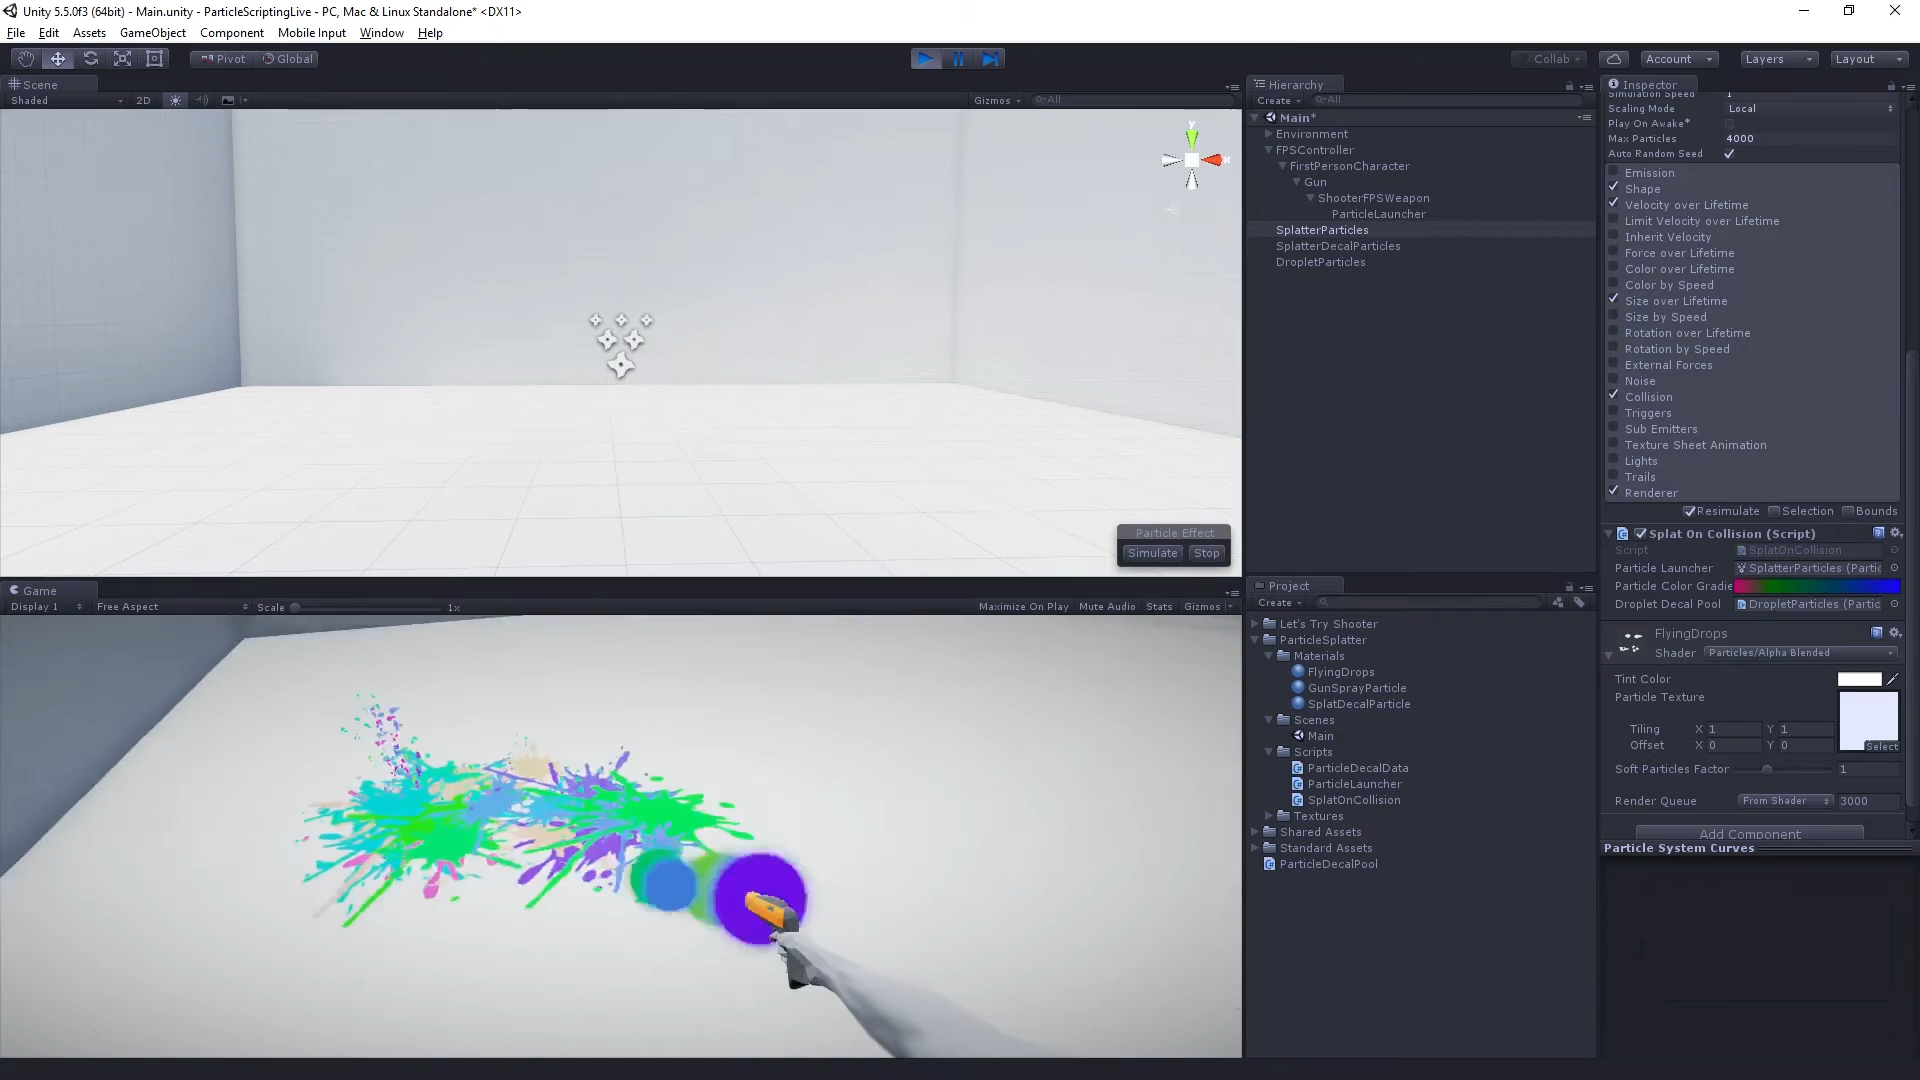 Unity 5.5.0f3 (64bit) - Main.unity - ParticleScriptingLive - PC, Mac & Linux Standalone* <DX11>
File Edit Assets GameObject Component Mobile Input Window Help
Pivot Global Collab Account Layers Layout
Scene
Shaded 2D Gizmos All
y
x
Particle Effect
Simulate Stop
Game
Display 1 Free Aspect Scale 1x Maximize On Play Mute Audio Stats Gizmos
Hierarchy
Create All
Main*
Environment
FPSController
FirstPersonCharacter
Gun
ShooterFPSWeapon
ParticleLauncher
SplatterParticles
SplatterDecalParticles
DropletParticles
Project
Create
Let's Try Shooter
ParticleSplatter
Materials
FlyingDrops
GunSprayParticle
SplatDecalParticle
Scenes
Main
Scripts
ParticleDecalData
ParticleLauncher
SplatOnCollision
Textures
Shared Assets
Standard Assets
ParticleDecalPool
Inspector
Simulation Speed 1
Scaling Mode Local
Play On Awake*
Max Particles 4000
Auto Random Seed
Emission
Shape
Velocity over Lifetime
Limit Velocity over Lifetime
Inherit Velocity
Force over Lifetime
Color over Lifetime
Color by Speed
Size over Lifetime
Size by Speed
Rotation over Lifetime
Rotation by Speed
External Forces
Noise
Collision
Triggers
Sub Emitters
Texture Sheet Animation
Lights
Trails
Renderer
Resimulate Selection Bounds
Splat On Collision (Script)
Script SplatOnCollision
Particle Launcher SplatterParticles (Partic
Particle Color Gradie
Droplet Decal Pool DropletParticles (Partic
FlyingDrops
Shader Particles/Alpha Blended
Tint Color
Particle Texture
Tiling X 1 Y 1
Offset X 0 Y 0
Select
Soft Particles Factor 1
Render Queue From Shader 3000
Add Component
Particle System Curves